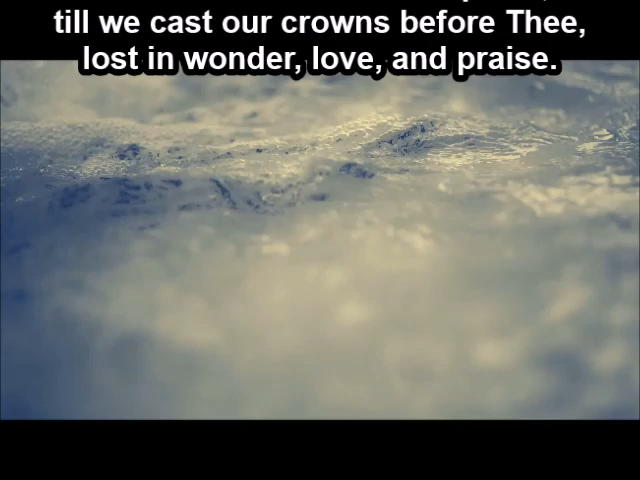 till we cast our crowns before Thee,
lost in wonder, love, and praise.